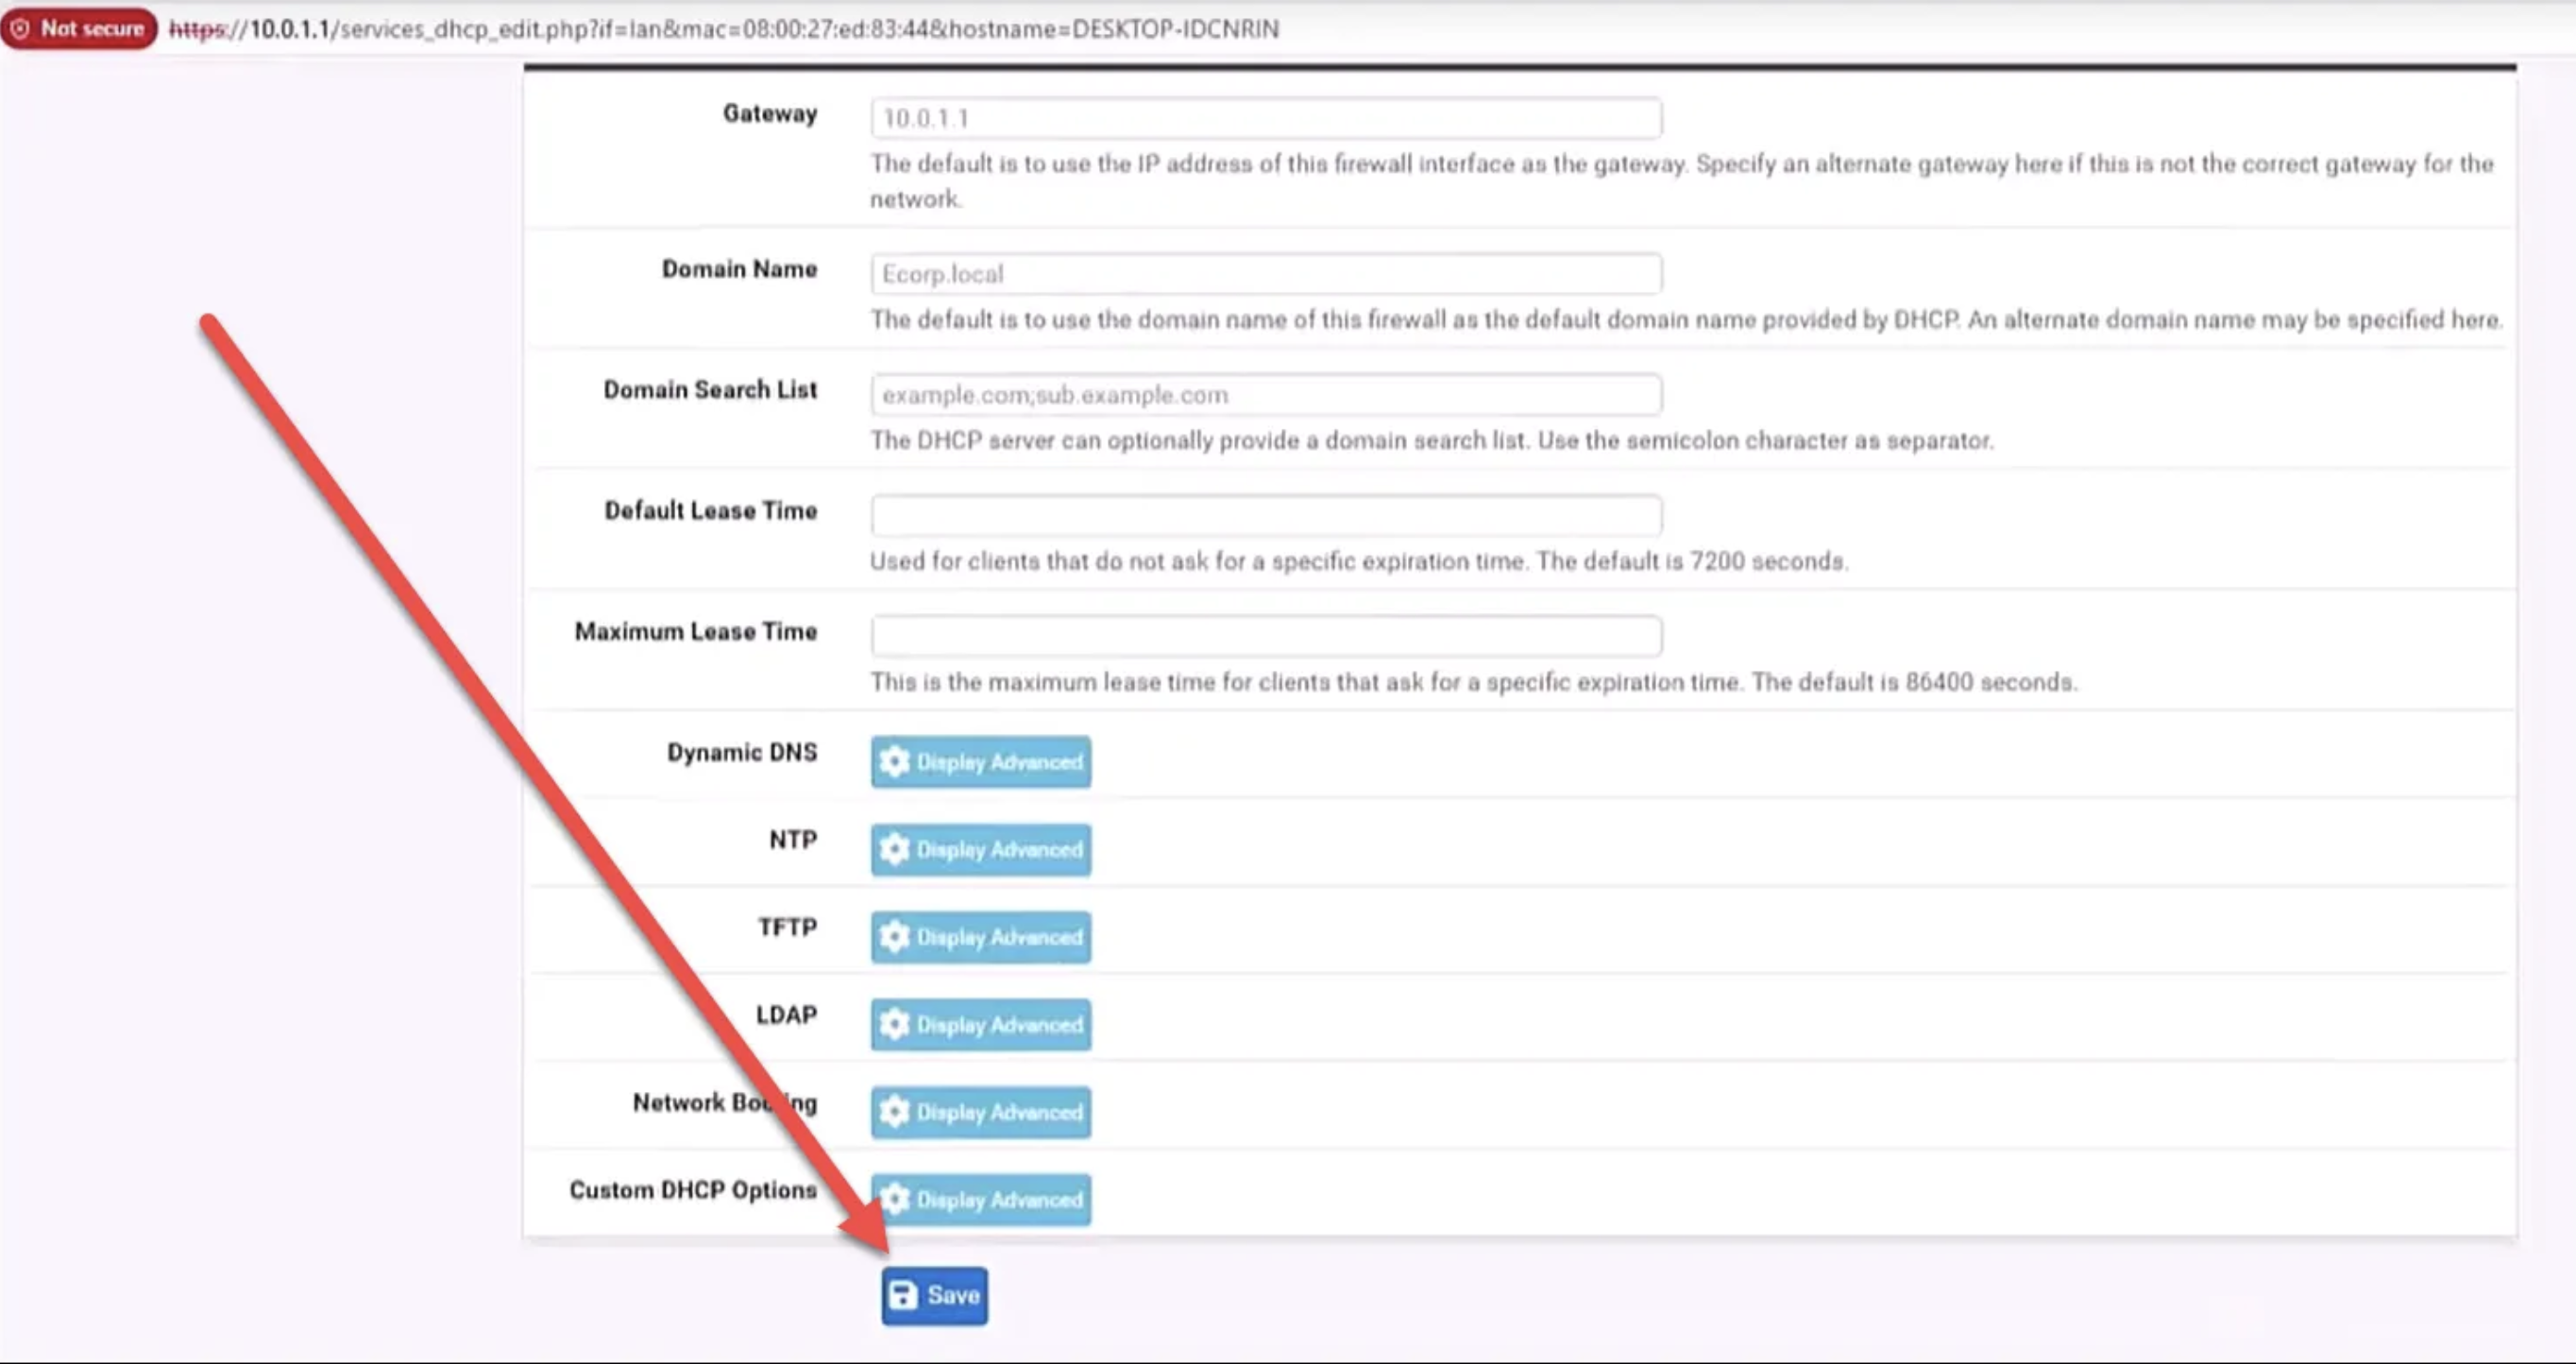 Not secure https://10.0.1.1/services_dhcp_edit.php?if=lan&mac=08:00:27:ed:83:44&hostname=DESKTOP-IDCNRIN
Gateway
10.0.1.1
The default is to use the IP address of this firewall interface as the gateway. Specify an alternate gateway here if this is not the correct gateway for the
network.
Domain Name
Ecorp.local
The default is to use the domain name of this firewall as the default domain name provided by DHCP. An alternate domain name may be specified here.
Domain Search List
example.com;sub.example.com
The DHCP server can optionally provide a domain search list. Use the semicolon character as separator.
Default Lease Time
Used for clients that do not ask for a specific expiration time. The default is 7200 seconds.
Maximum Lease Time
This is the maximum lease time for clients that ask for a specific expiration time. The default is 86400 seconds.
Dynamic DNS Display Advanced
NTP Display Advanced
TFTP Display Advanced
LDAP Display Advanced
Network Display Advanced
Custom DHCP Options Display Advanced
Save